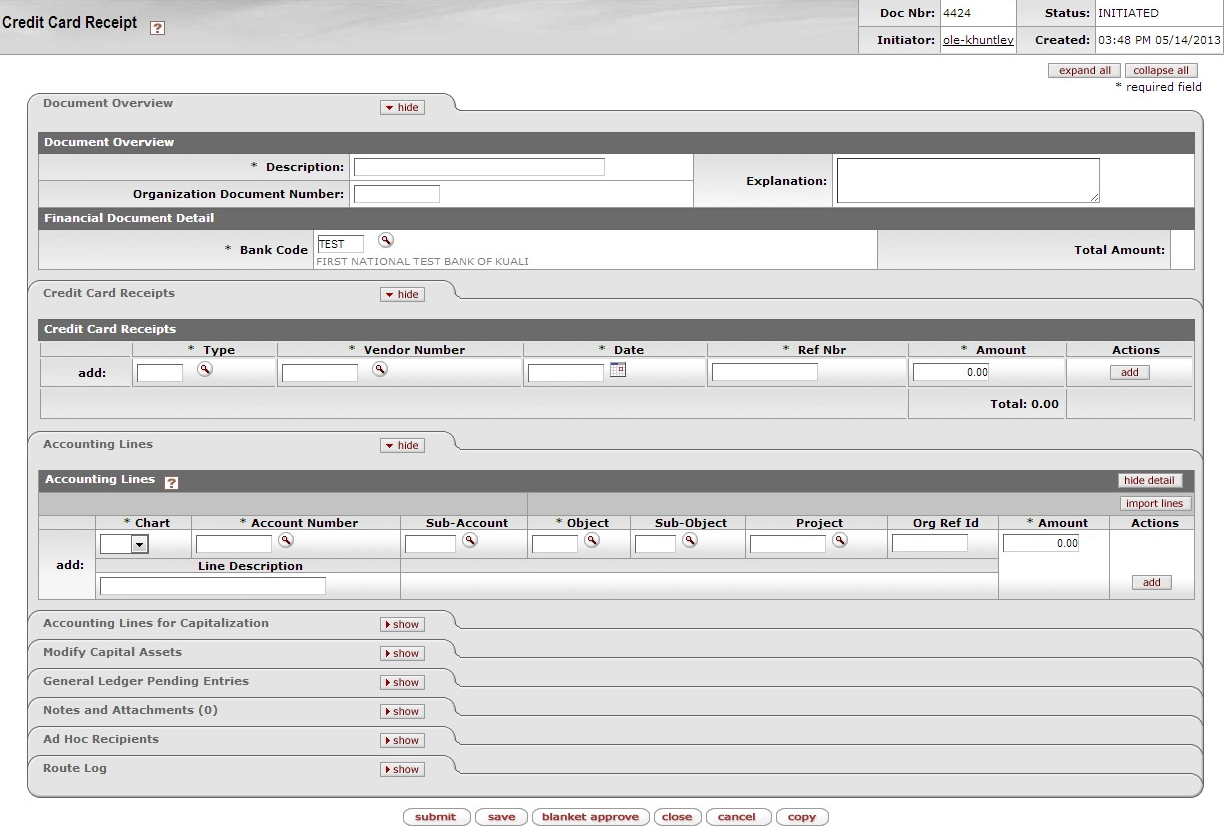 Credit Card Receipt ?
Doc Nbr: 4424 Status: INITIATED
Initiator: ole-khuntley Created: 03:48 PM 05/14/2013
expand all collapse all
* required field
Document Overview hide
Document Overview
* Description: Explanation:
Organization Document Number:
Financial Document Detail
* Bank Code TEST Total Amount:
FIRST NATIONAL TEST BANK OF KUALI
Credit Card Receipts hide
Credit Card Receipts
* Type * Vendor Number * Date * Ref Nbr * Amount Actions
add: 0.00 add
Total: 0.00
Accounting Lines hide
Accounting Lines ? hide detail
import lines
* Chart * Account Number Sub-Account * Object Sub-Object Project Org Ref Id * Amount Actions
add: 0.00
Line Description
add
Accounting Lines for Capitalization show
Modify Capital Assets show
General Ledger Pending Entries show
Notes and Attachments (0) show
Ad Hoc Recipients show
Route Log show
submit save blanket approve close cancel copy